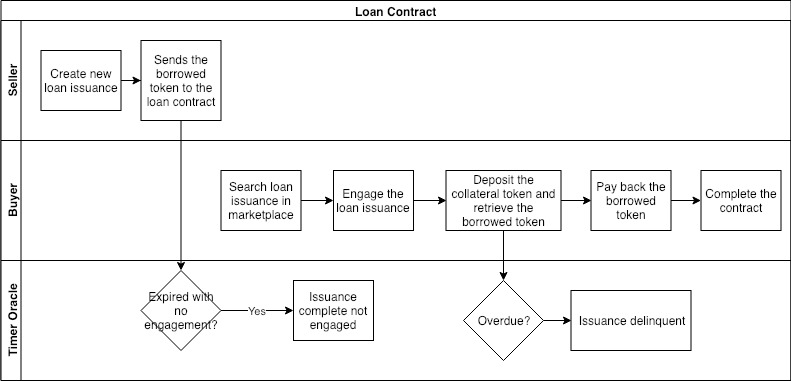 Loan Contract
Seller
Create new
loan issuance
Sends the
borrowed
token to the
loan contract
Buyer
Search loan
issuance in
marketplace
Engage the
loan issuance
Deposit the
collateral token and
retrieve the
borrowed token
Pay back the
borrowed
token
Complete the
contract
Timer Oracle
Expired with
no
engagement?
Yes
Issuance
complete not
engaged
Overdue?
Issuance delinquent